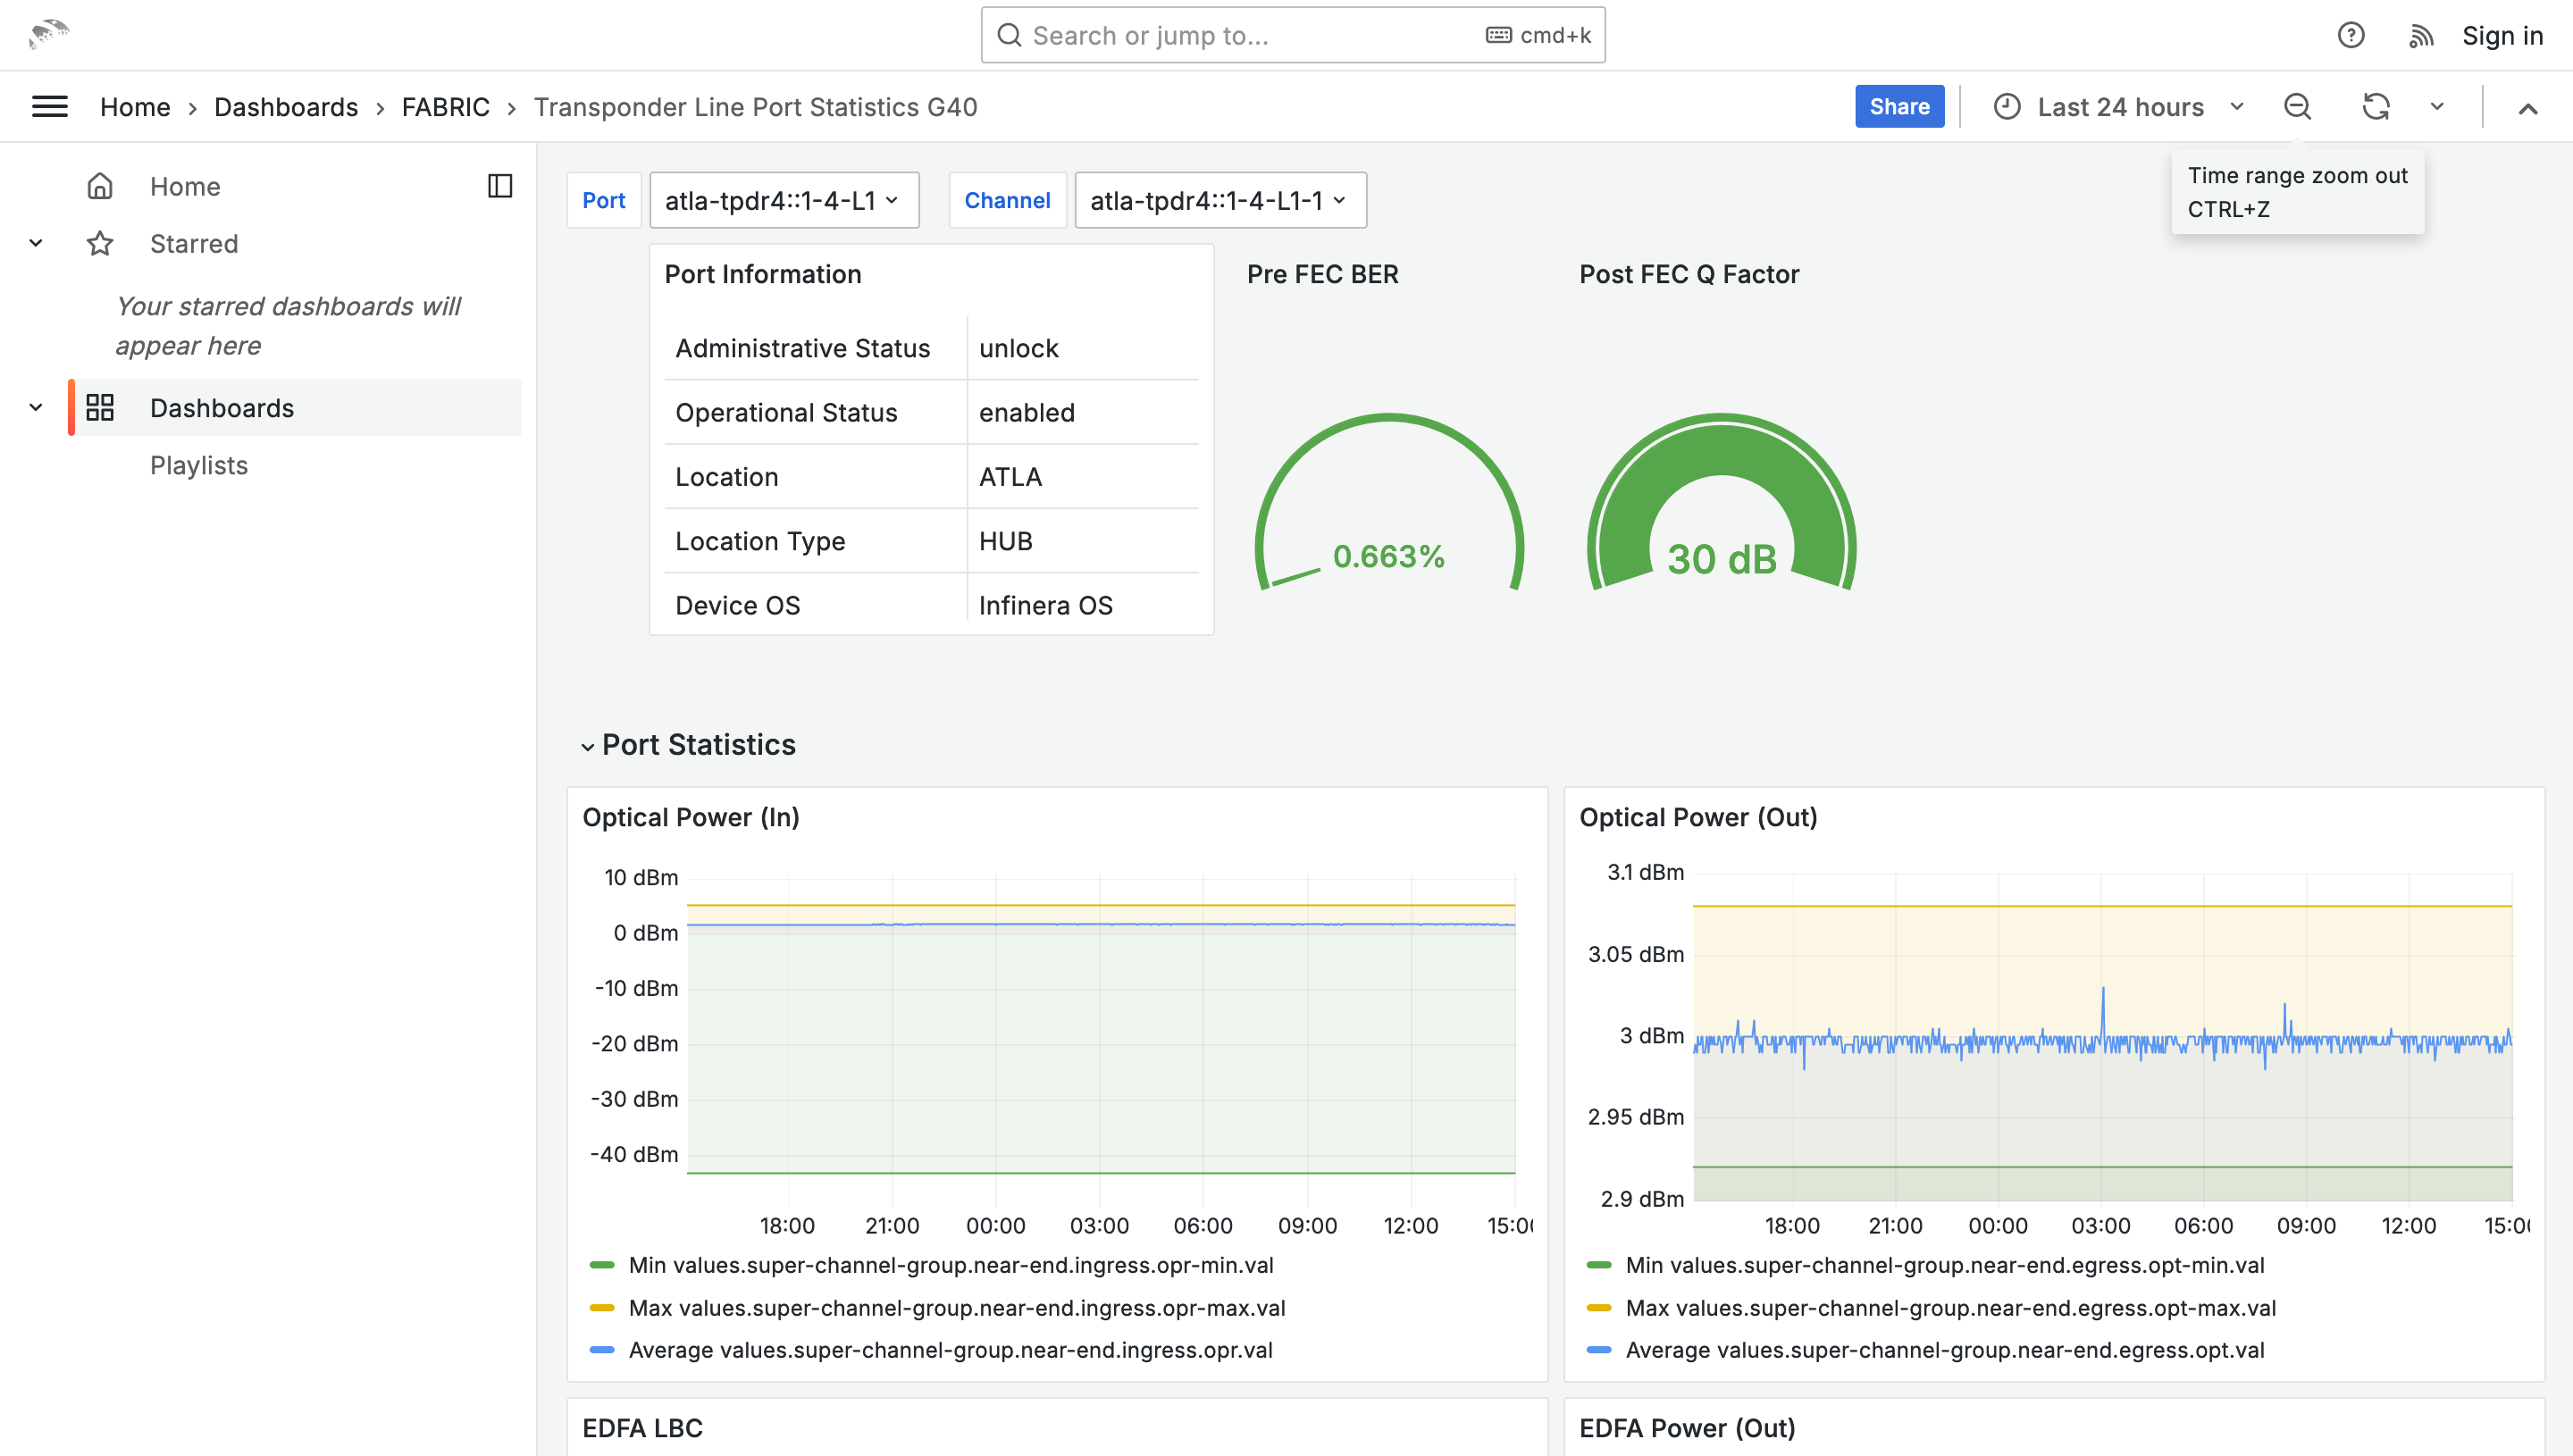 Search or jump to...
cmd+k
Sign in
Home
Dashboards
FABRIC
Transponder Line Port Statistics G40
Share
Last 24 hours
Time range zoom out
CTRL+Z
Home
Starred
Your starred dashboards will
appear here
Dashboards
Playlists
Port
atla-tpdr4::1-4-L1
Channel
atla-tpdr4::1-4-L1-1
Port Information
Administrative Status unlock
Operational Status enabled
Location ATLA
Location Type HUB
Device OS Infinera OS
Pre FEC BER
0.663%
Post FEC Q Factor
30 dB
Port Statistics
Optical Power (In)
10 dBm
0 dBm
-10 dBm
-20 dBm
-30 dBm
-40 dBm
18:00 21:00 00:00 03:00 06:00 09:00 12:00 15:00
Min values.super-channel-group.near-end.ingress.opr-min.val
Max values.super-channel-group.near-end.ingress.opr-max.val
Average values.super-channel-group.near-end.ingress.opr.val
Optical Power (Out)
3.1 dBm
3.05 dBm
3 dBm
2.95 dBm
2.9 dBm
18:00 21:00 00:00 03:00 06:00 09:00 12:00 15:00
Min values.super-channel-group.near-end.egress.opt-min.val
Max values.super-channel-group.near-end.egress.opt-max.val
Average values.super-channel-group.near-end.egress.opt.val
EDFA LBC
EDFA Power (Out)